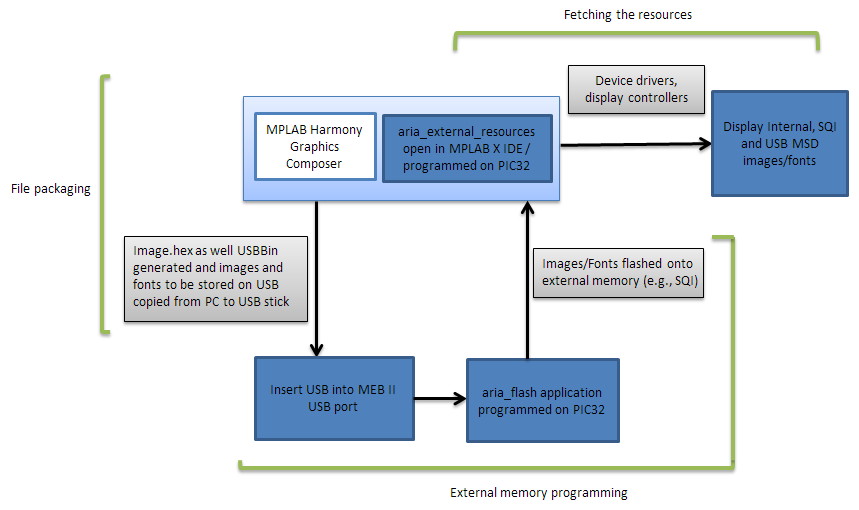 Fetching the resources
Device drivers,
display controllers
MPLAB Harmony
Graphics
Composer
aria_external_resources
open in MPLAB X IDE /
programmed on PIC32
Display Internal, SQI
and USB MSD
images/fonts
File packaging
Image.hex as well USBBin
generated and images and
fonts to be stored on USB
copied from PC to USB stick
Images/Fonts flashed onto
external memory (e.g., SQI)
Insert USB into MEB II
USB port
aria_flash application
programmed on PIC32
External memory programming